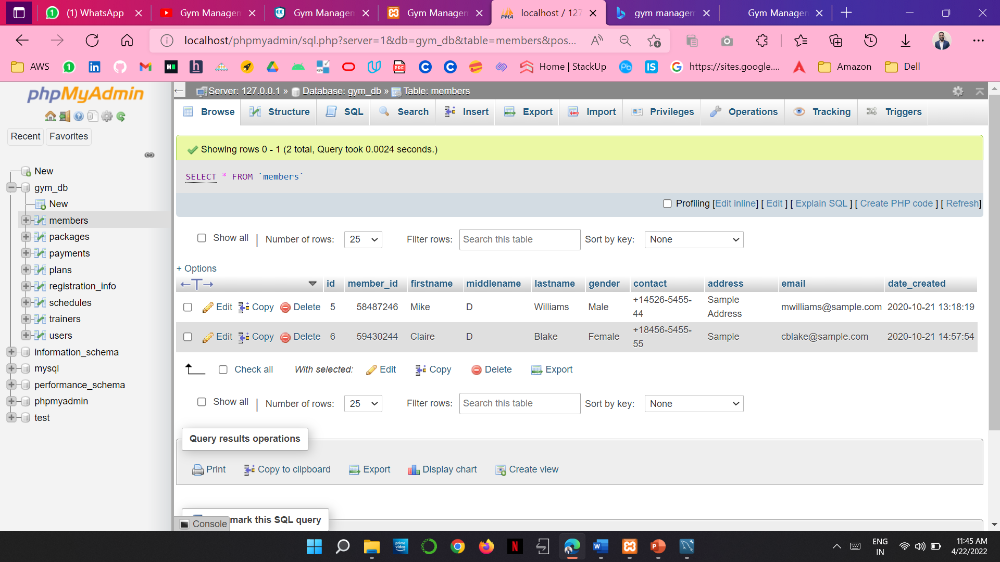 (1) WhatsApp
Gym Managen
Gym Managem
Gym Managen
localhost / 127
gym managem
Gym Managen
localhost/phpmyadmin/sql.php?server=1&db=gym_db&table=members&pos...
AWS
Home | StackUp
https://sites.google....
Amazon
Dell
phpMyAdmin
Recent
Favorites
New
gym_db
New
members
packages
payments
plans
registration_info
schedules
trainers
users
information_schema
mysql
performance_schema
phpmyadmin
test
Server: 127.0.0.1 » Database: gym_db » Table: members
Browse
Structure
SQL
Search
Insert
Export
Import
Privileges
Operations
Tracking
Triggers
Showing rows 0 - 1 (2 total, Query took 0.0024 seconds.)
SELECT * FROM `members`
Profiling [Edit inline] [ Edit ] [ Explain SQL ] [ Create PHP code ] [ Refresh]
Show all | Number of rows: 25 Filter rows: Search this table Sort by key: None
+ Options
←T→ id member_id firstname middlename lastname gender contact address email date_created
Edit Copy Delete 5 58487246 Mike D Williams Male +14526-5455-44 Sample Address mwilliams@sample.com 2020-10-21 13:18:19
Edit Copy Delete 6 59430244 Claire D Blake Female +18456-5455-55 Sample cblake@sample.com 2020-10-21 14:57:54
Check all With selected: Edit Copy Delete Export
Show all | Number of rows: 25 Filter rows: Search this table Sort by key: None
Query results operations
Print Copy to clipboard Export Display chart Create view
mark this SQL query
Console
ENG
IN
11:45 AM
4/22/2022